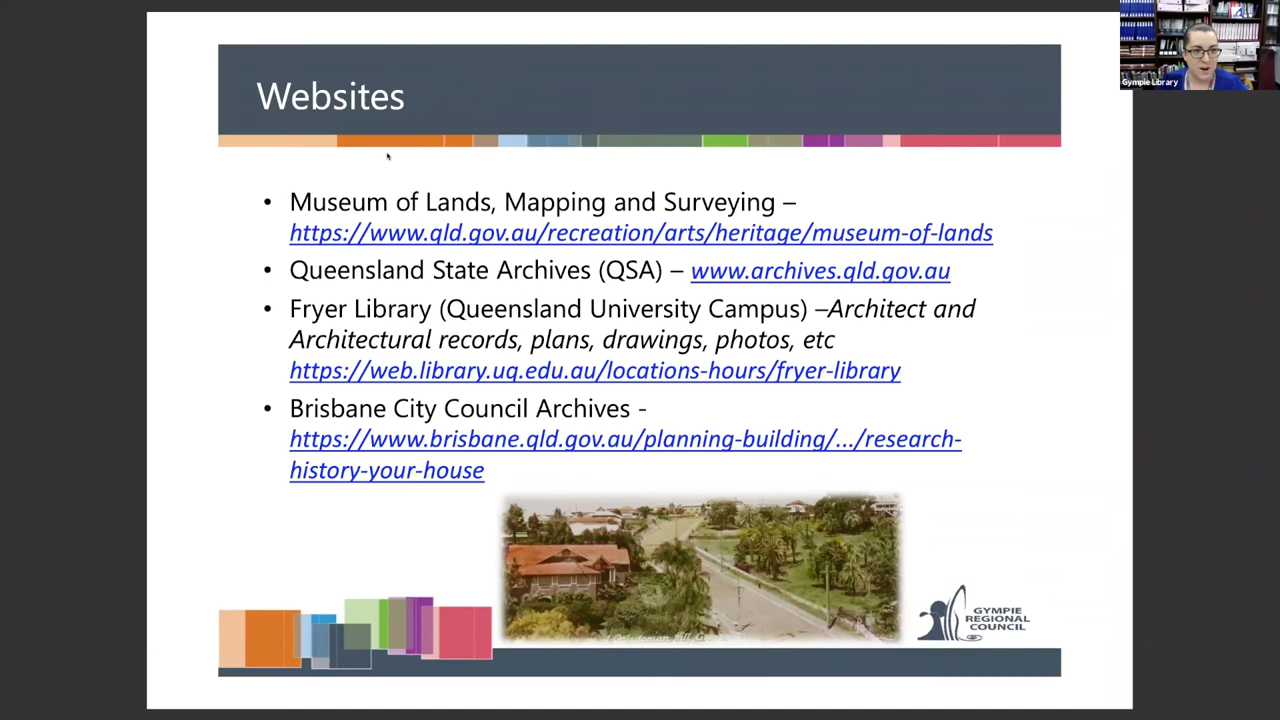 Websites
Gympie Library
• Museum of Lands, Mapping and Surveying –
https://www.qld.gov.au/recreation/arts/heritage/museum-of-lands
• Queensland State Archives (QSA) – www.archives.qld.gov.au
• Fryer Library (Queensland University Campus) –Architect and
Architectural records, plans, drawings, photos, etc
https://web.library.uq.edu.au/locations-hours/fryer-library
• Brisbane City Council Archives -
https://www.brisbane.qld.gov.au/planning-building/.../research-
history-your-house
Caledonian Hill
GYMPIE
REGIONAL
COUNCIL